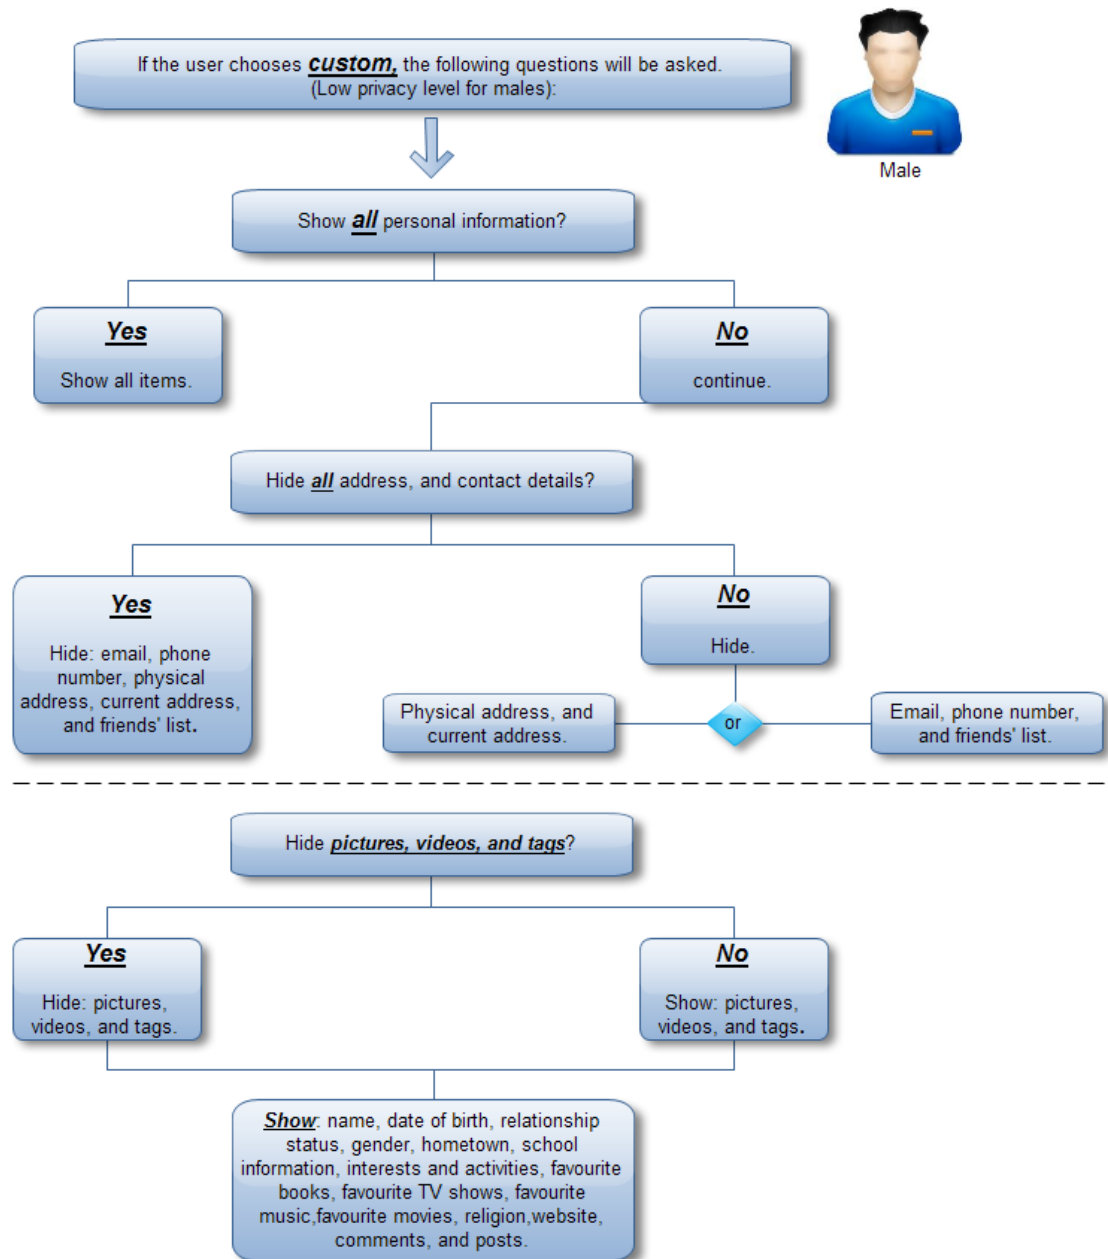 If the user chooses custom, the following questions will be asked.
(Low privacy level for males):
Male
Show all personal information?
Yes
Show all items.
No
continue.
Hide all address, and contact details?
Yes
Hide: email, phone
number, physical
address, current address,
and friends' list.
No
Hide.
Physical address, and
current address.
or
Email, phone number,
and friends' list.
Hide pictures, videos, and tags?
Yes
Hide: pictures,
videos, and tags.
No
Show: pictures,
videos, and tags.
Show: name, date of birth, relationship
status, gender, hometown, school
information, interests and activities, favourite
books, favourite TV shows, favourite
music,favourite movies, religion,website,
comments, and posts.